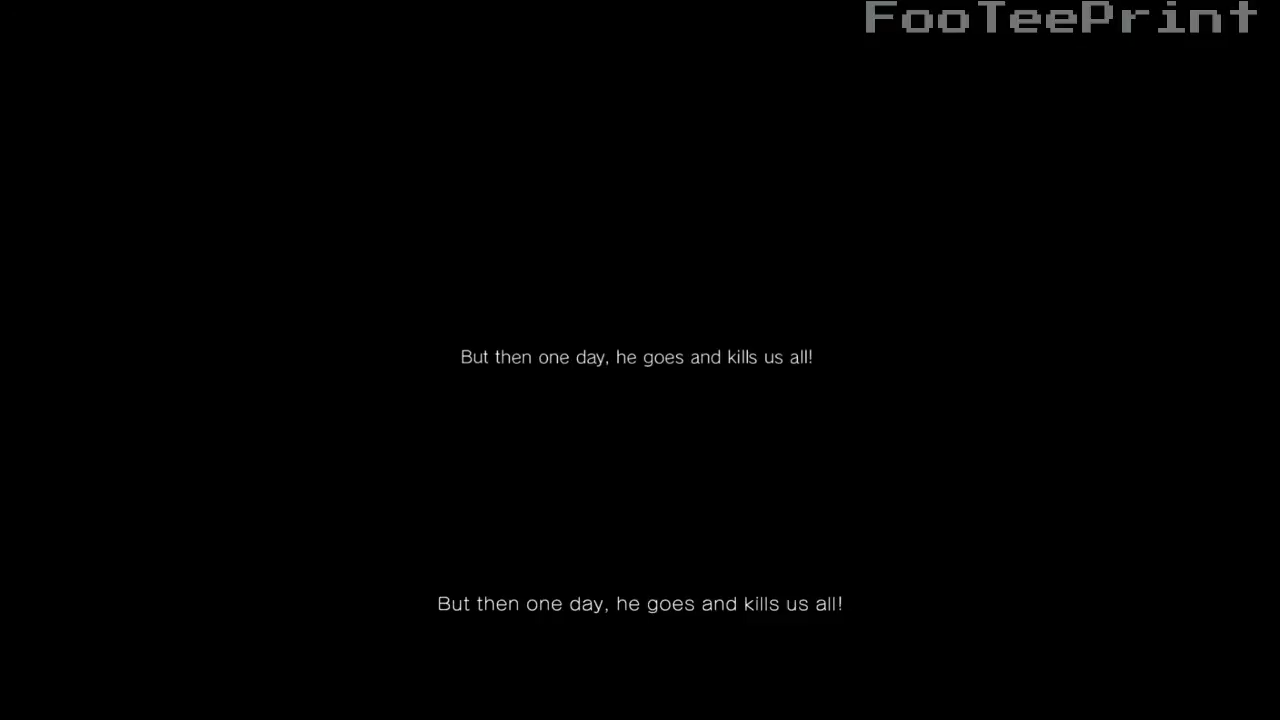 FooTeePrint
But then one day, he goes and kills us all!
But then one day, he goes and kills us all!